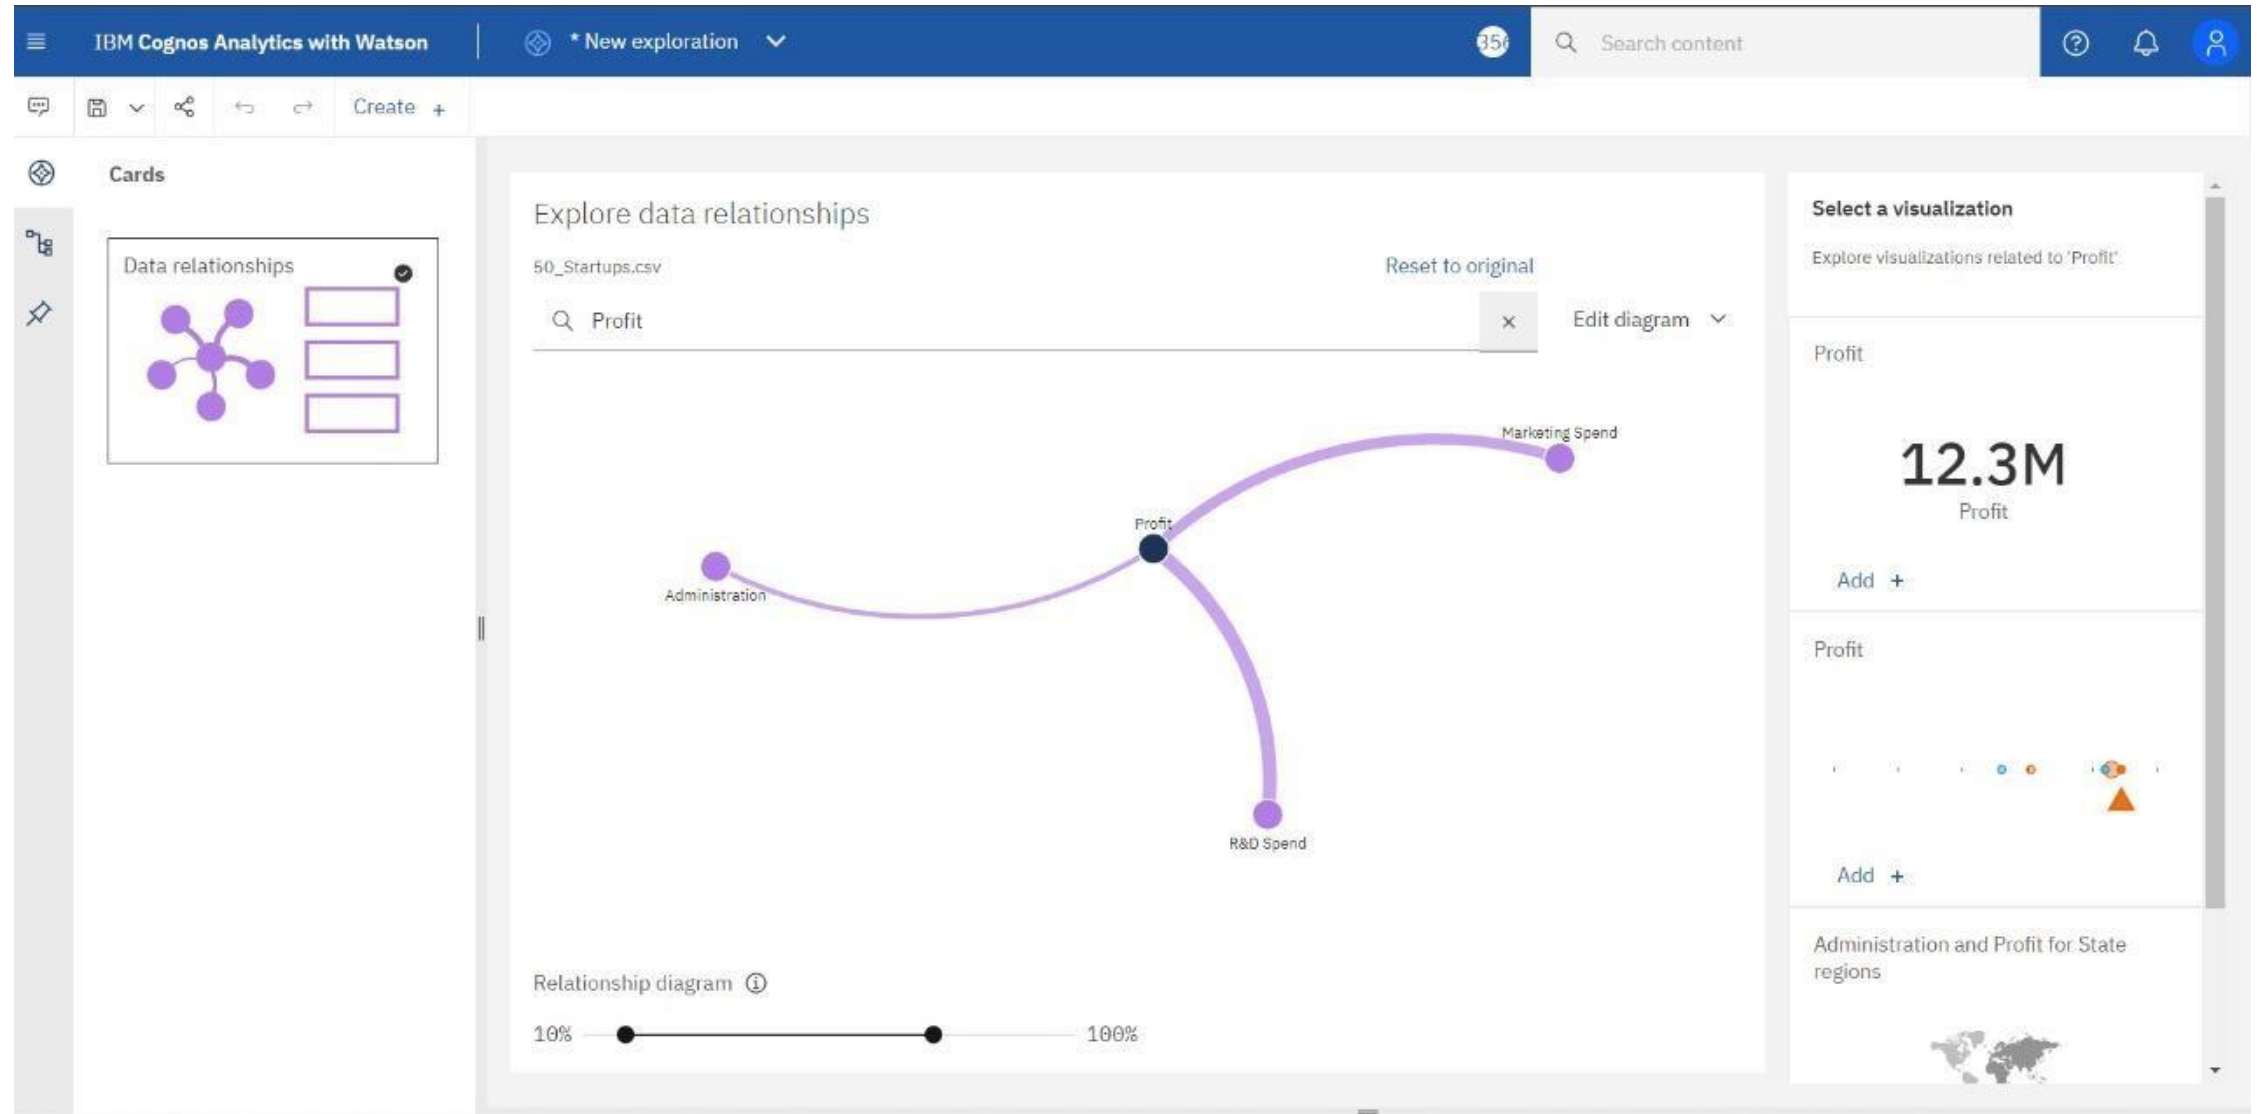 IBM Cognos Analytics with Watson
* New exploration
356
Search content
Create +
Cards
Data relationships
Explore data relationships
50_Startups.csv
Reset to original
Profit
Edit diagram
Marketing Spend
Profit
Administration
R&D Spend
Relationship diagram
10%
100%
Select a visualization
Explore visualizations related to 'Profit'
Profit
12.3M
Profit
Add +
Profit
Add +
Administration and Profit for State
regions